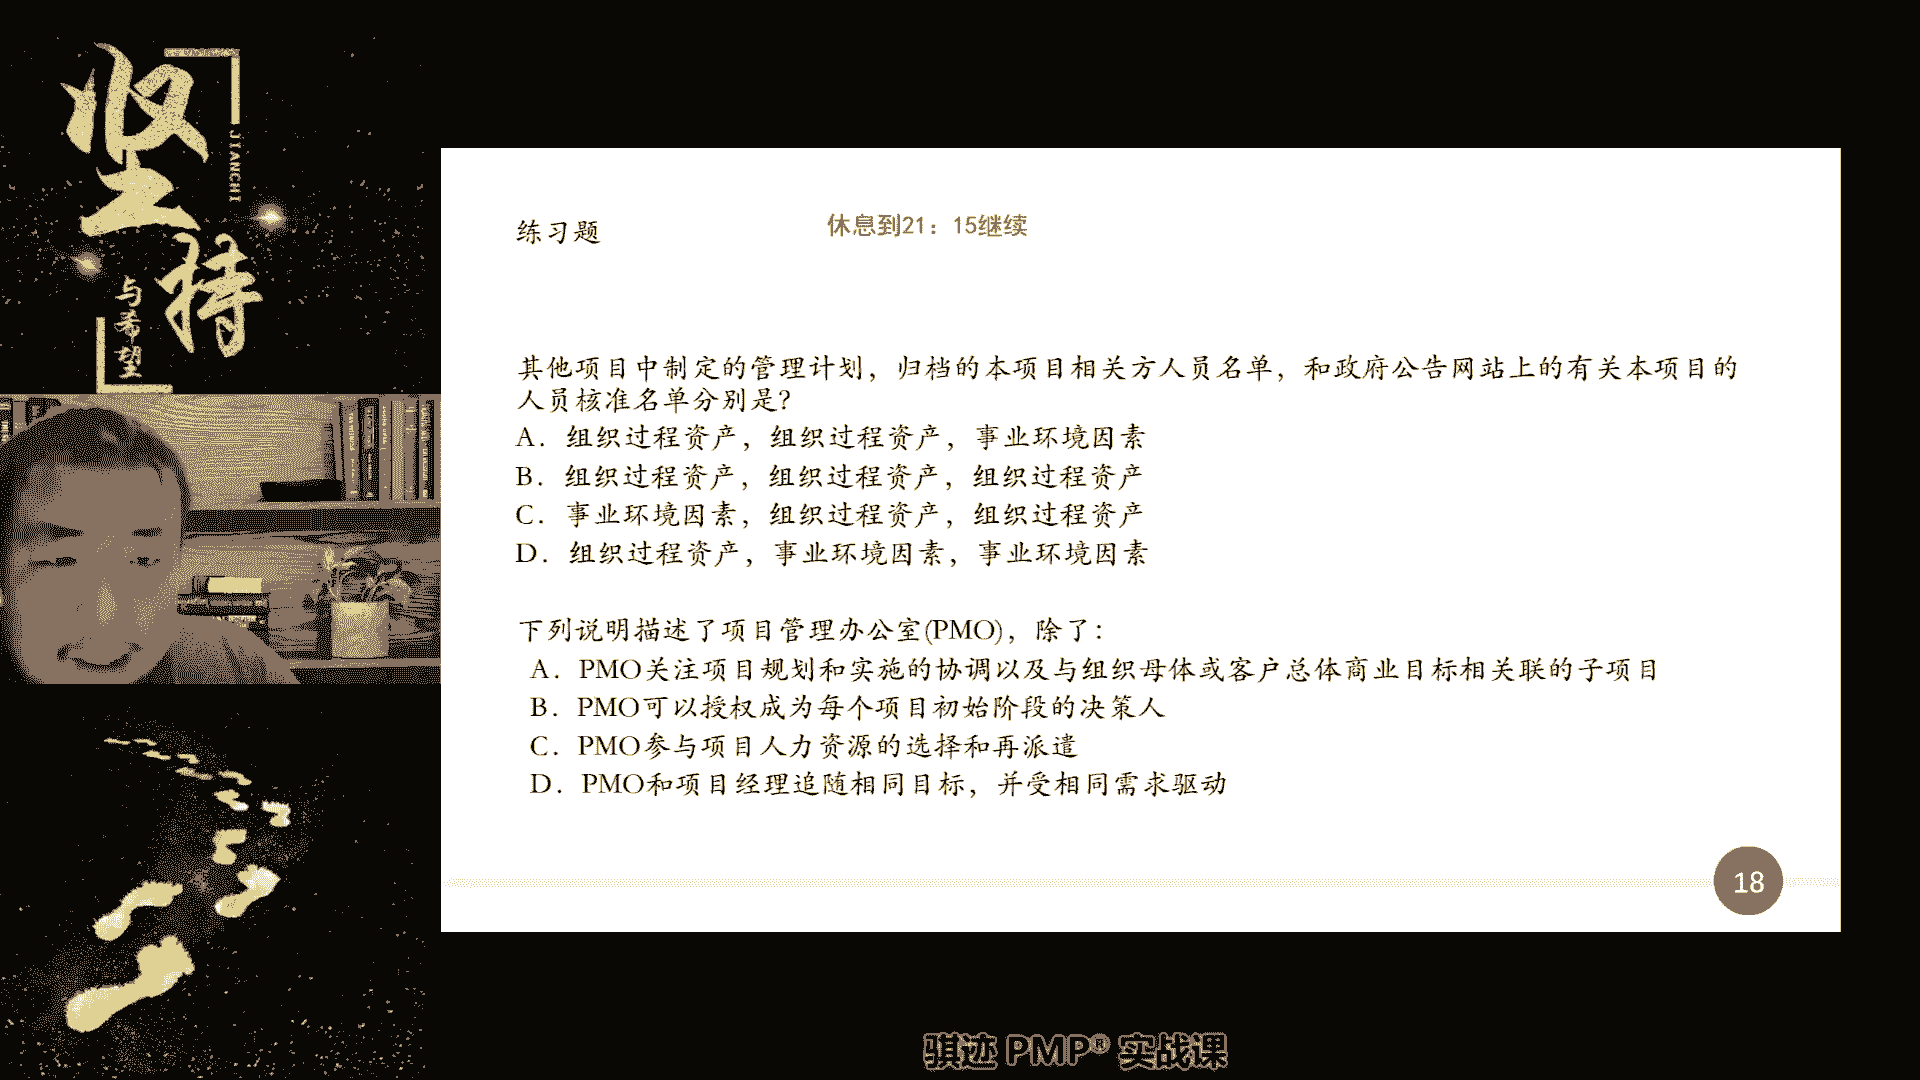 坚持
JIANCHI
与希望
练习题
休息到21：15继续
其他项目中制定的管理计划，归档的本项目相关方人员名单，和政府公告网站上的有关本项目的
人员核准名单分别是？
A．组织过程资产，组织过程资产，事业环境因素
B．组织过程资产，组织过程资产，组织过程资产
C．事业环境因素，组织过程资产，组织过程资产
D．组织过程资产，事业环境因素，事业环境因素
下列说明描述了项目管理办公室(PMO)，除了：
A．PMO关注项目规划和实施的协调以及与组织母体或客户总体商业目标相关联的子项目
B．PMO可以授权成为每个项目初始阶段的决策人
C．PMO参与项目人力资源的选择和再派遣
D．PMO和项目经理追随相同目标，并受相同需求驱动
18
骐迹 PMP® 实战课